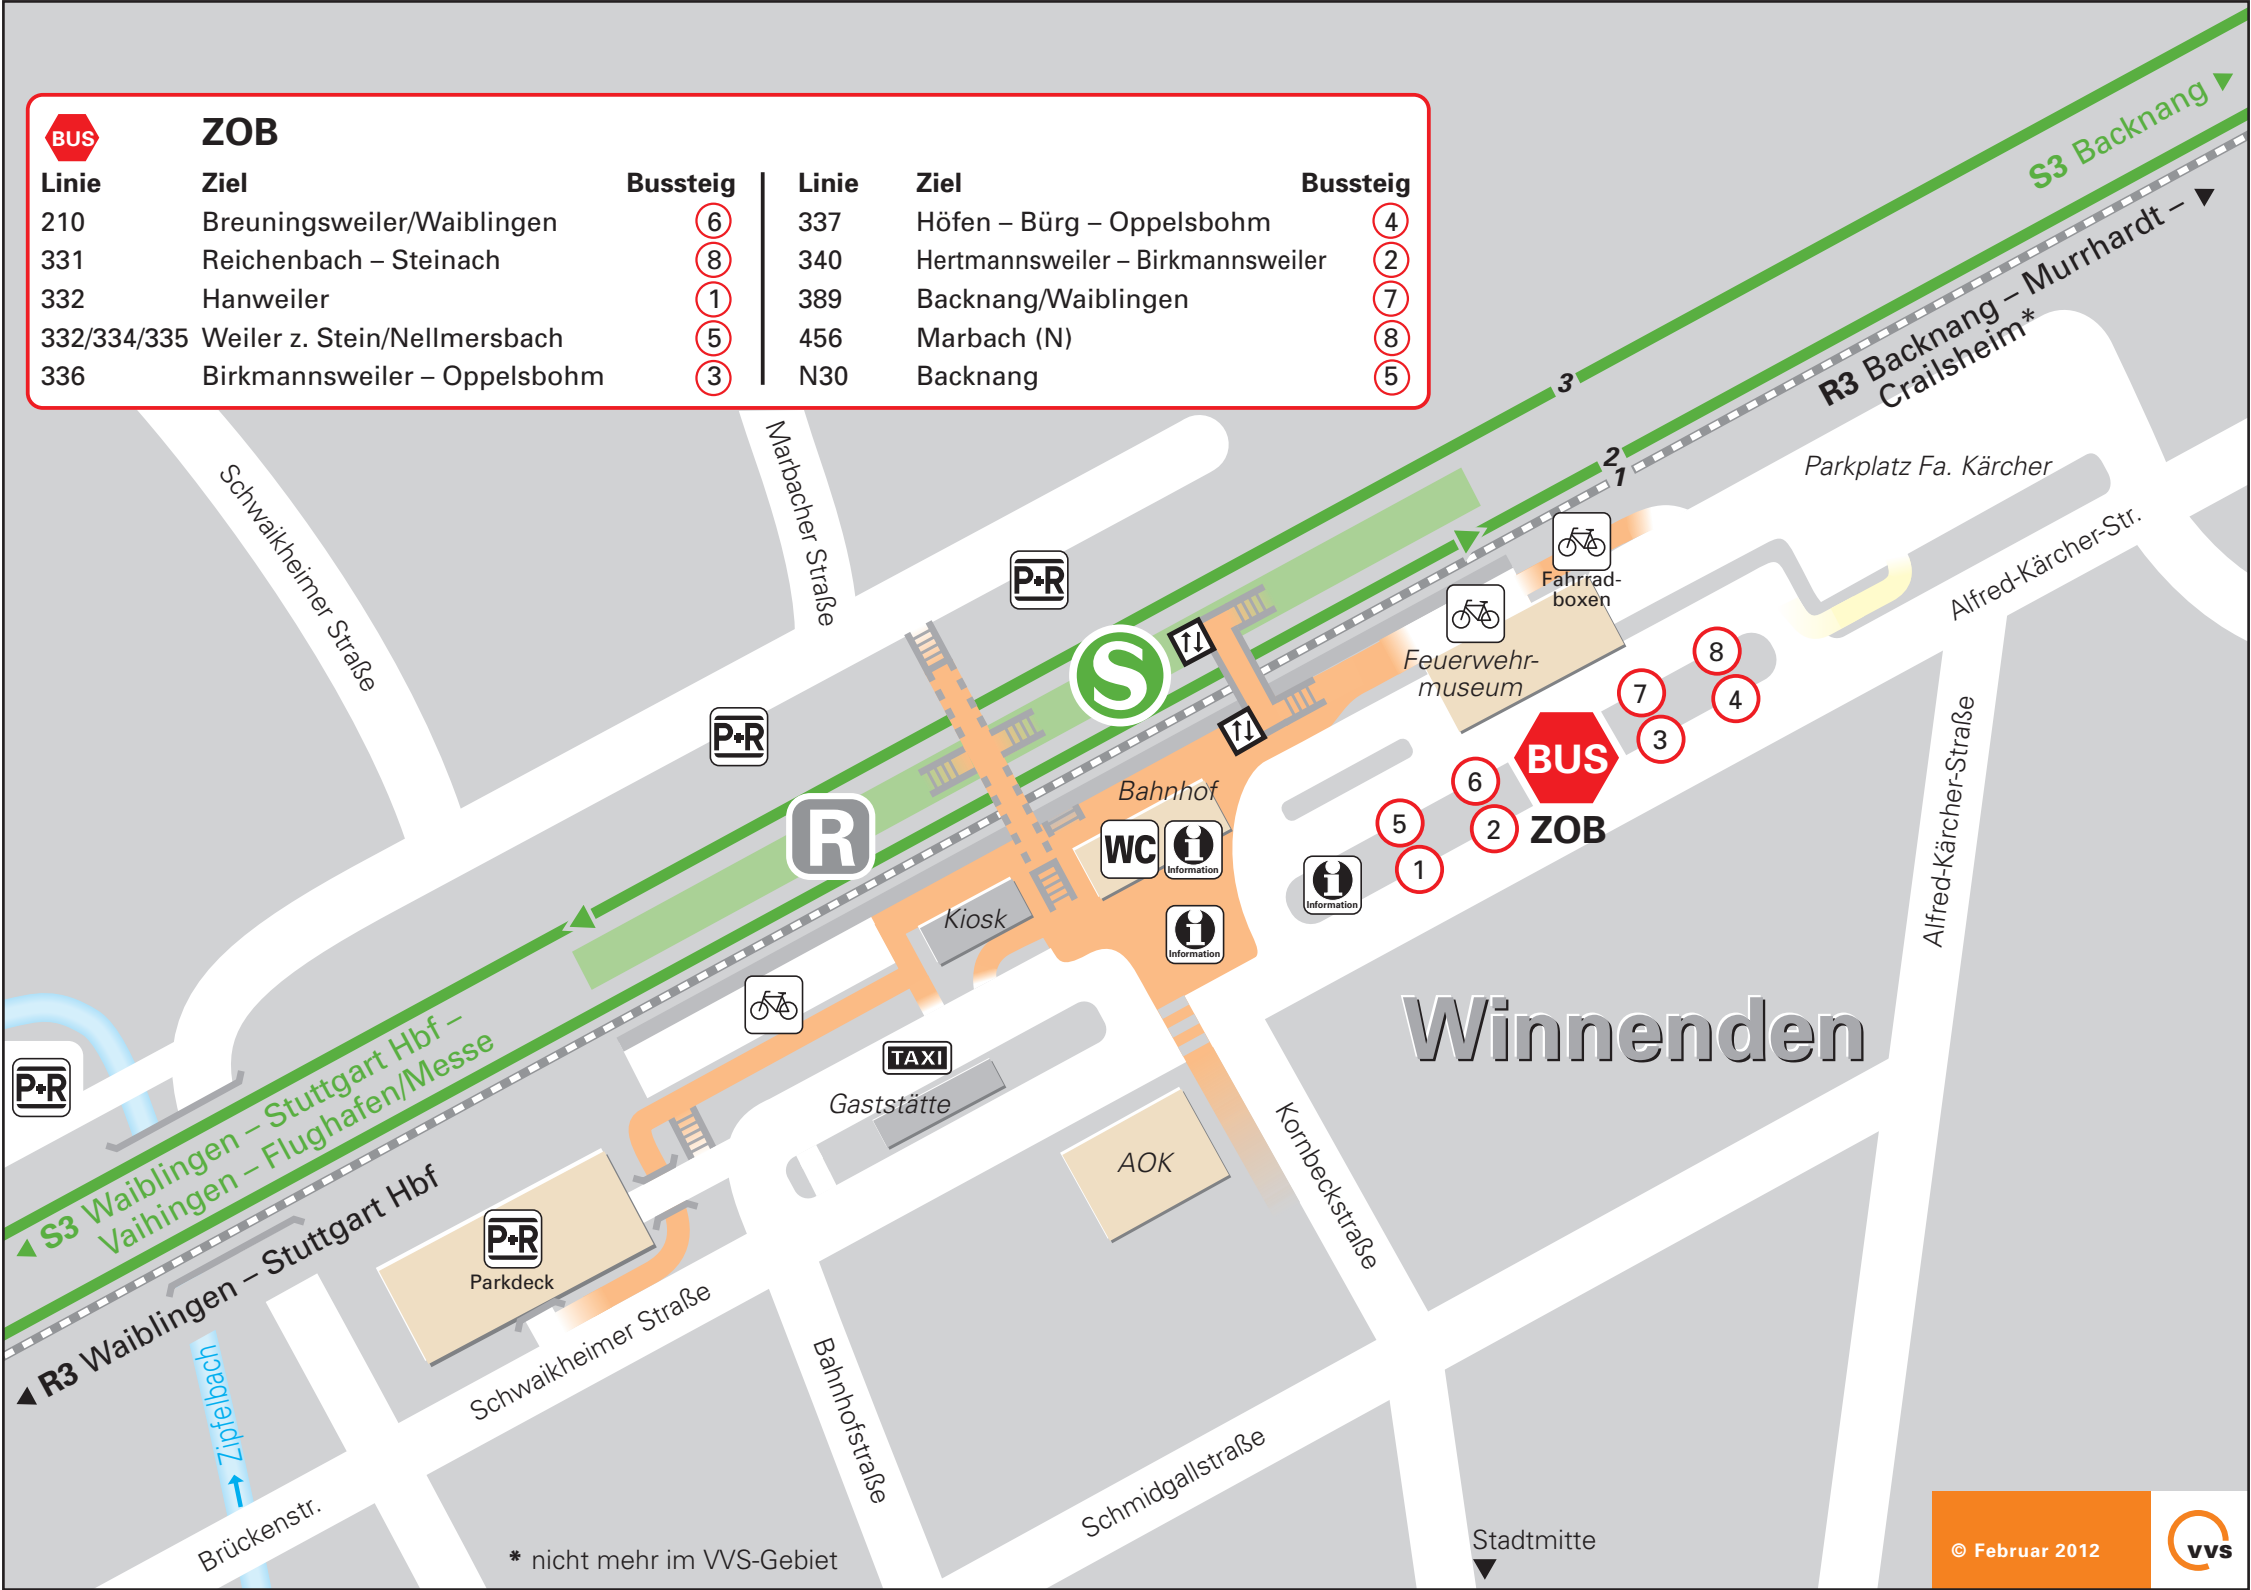 BUS ZOB
Linie Ziel Bussteig Linie Ziel Bussteig
210 Breuningsweiler/Waiblingen 6 337 Höfen – Bürg – Oppelsbohm 4
331 Reichenbach – Steinach 8 340 Hertmannsweiler – Birkmannsweiler 2
332 Hanweiler 1 389 Backnang/Waiblingen 7
332/334/335 Weiler z. Stein/Nellmersbach 5 456 Marbach (N) 8
336 Birkmannsweiler – Oppelsbohm 3 N30 Backnang 5
S3 Backnang
R3 Backnang – Murrhardt –
Crailsheim*
3
2
1
Parkplatz Fa. Kärcher
Schwaikheimer Straße
Marbacher Straße
Alfred-Kärcher-Str.
P+R
Fahrrad-
boxen
S
Feuerwehr-
museum
8
7
4
3
P+R
BUS
ZOB
6
5
2
1
Bahnhof
R
WC
Information
Information
Kiosk
Information
Alfred-Kärcher-Straße
Winnenden
TAXI
Gaststätte
P+R
S3 Waiblingen – Stuttgart Hbf –
Vaihingen – Flughafen/Messe
R3 Waiblingen – Stuttgart Hbf
AOK
Kornbeckstraße
P+R
Parkdeck
Schwaikheimer Straße
Zipfelbach
Bahnhofstraße
Brückenstr.
Schmidgallstraße
* nicht mehr im VVS-Gebiet
Stadtmitte
© Februar 2012
vvs